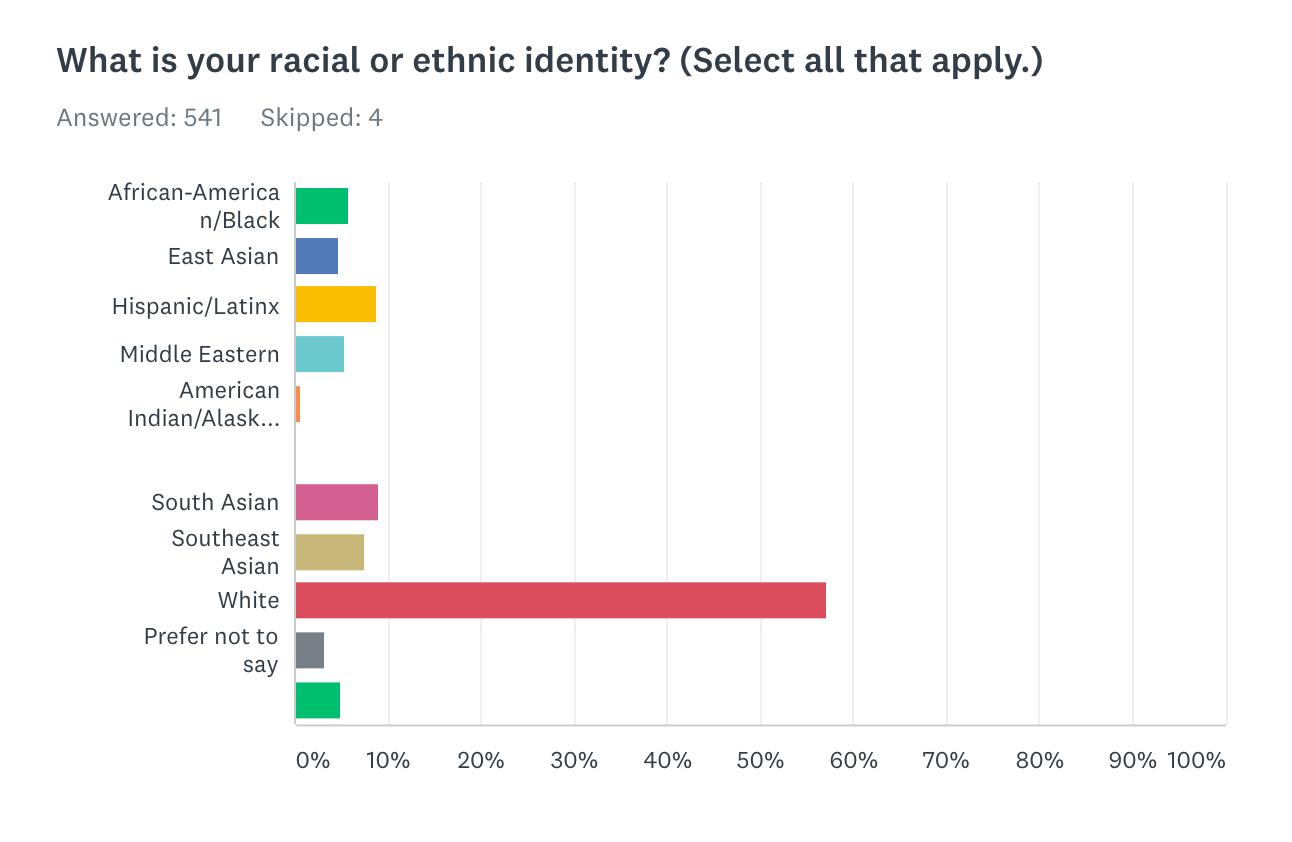 What is your racial or ethnic identity? (Select all that apply.)
Answered: 541 Skipped: 4
African-America
n/Black
East Asian
Hispanic/Latinx
Middle Eastern
American
Indian/Alask...
South Asian
Southeast
Asian
White
Prefer not to
say
0% 10% 20% 30% 40% 50% 60% 70% 80% 90% 100%